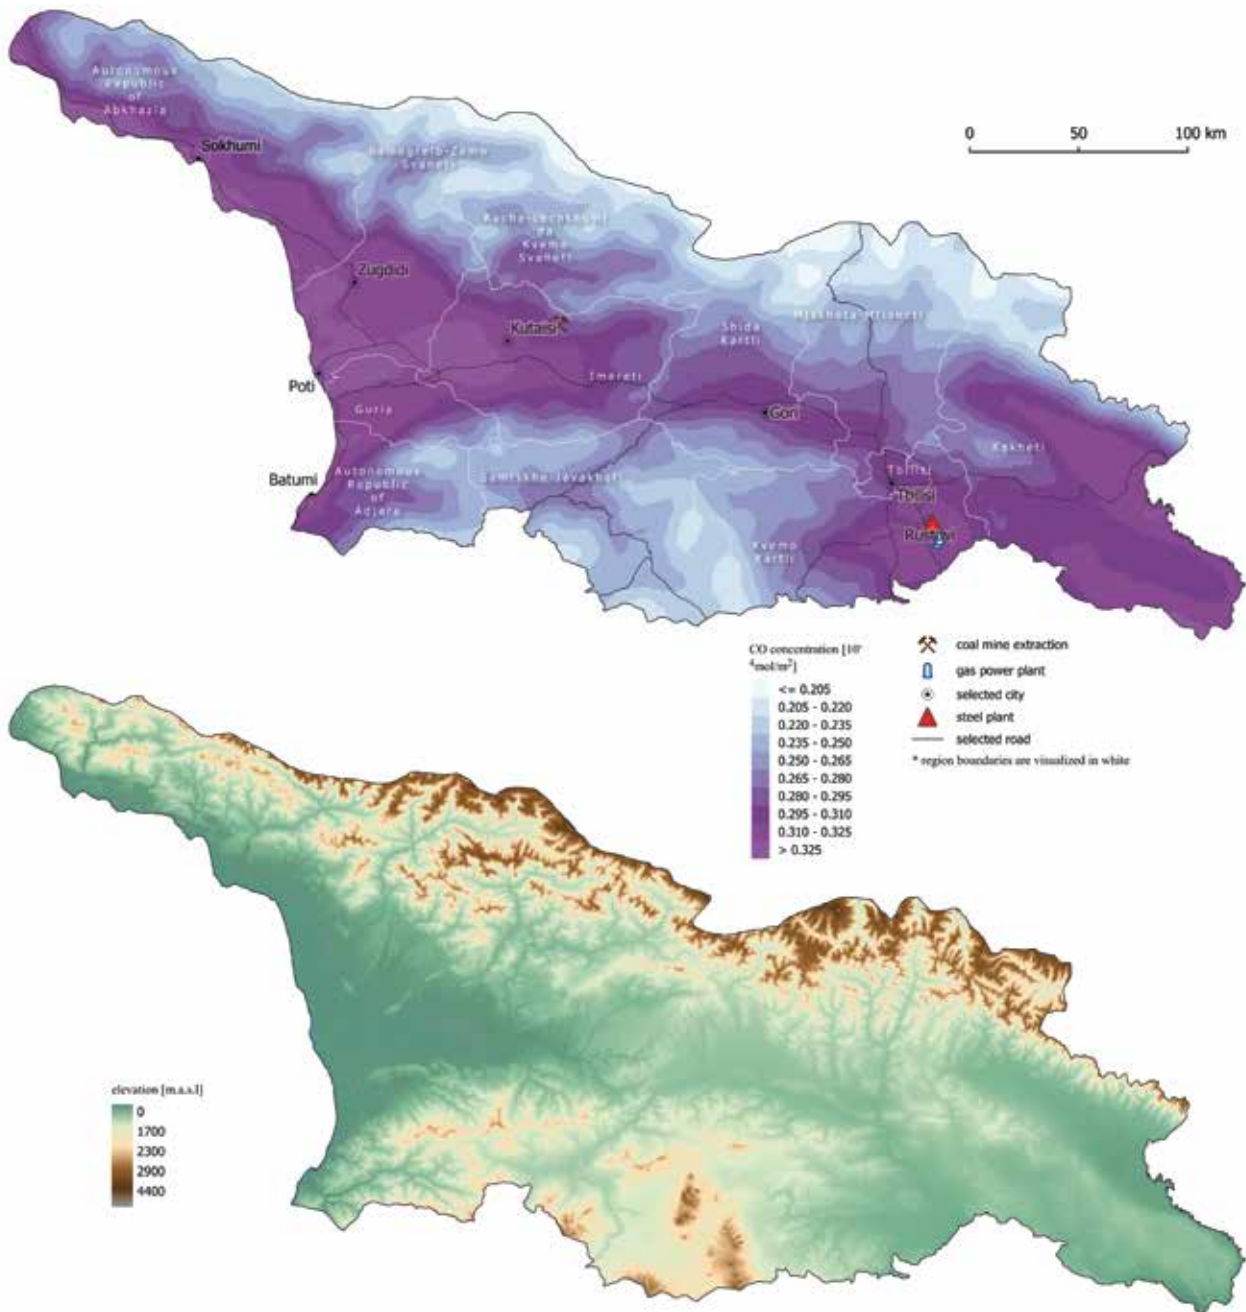 Autonomous
Republic
of
Abkhazia
Sokhumi
0 50 100 km
Samegrelo-Zemo
Svaneti
Racha-Lechkhumi
da
Kvemo
Svaneti
Zugdidi
Kutaisi
Mtskheta-Mtianeti
Shida
Kartli
Imereti
Poti
Guria
Gori
Kakheti
Autonomous
Republic
of
Adjara
Batumi
Samtskhe-Javakheti
Tbilisi
Tbilisi
Rustavi
Kvemo
Kartli
CO concentration [10-
4mol/m2]
<= 0.205
0.205 - 0.220
0.220 - 0.235
0.235 - 0.250
0.250 - 0.265
0.265 - 0.280
0.280 - 0.295
0.295 - 0.310
0.310 - 0.325
> 0.325
coal mine extraction
gas power plant
selected city
steel plant
selected road
* region boundaries are visualized in white
elevation [m.a.s.l]
0
1700
2300
2900
4400